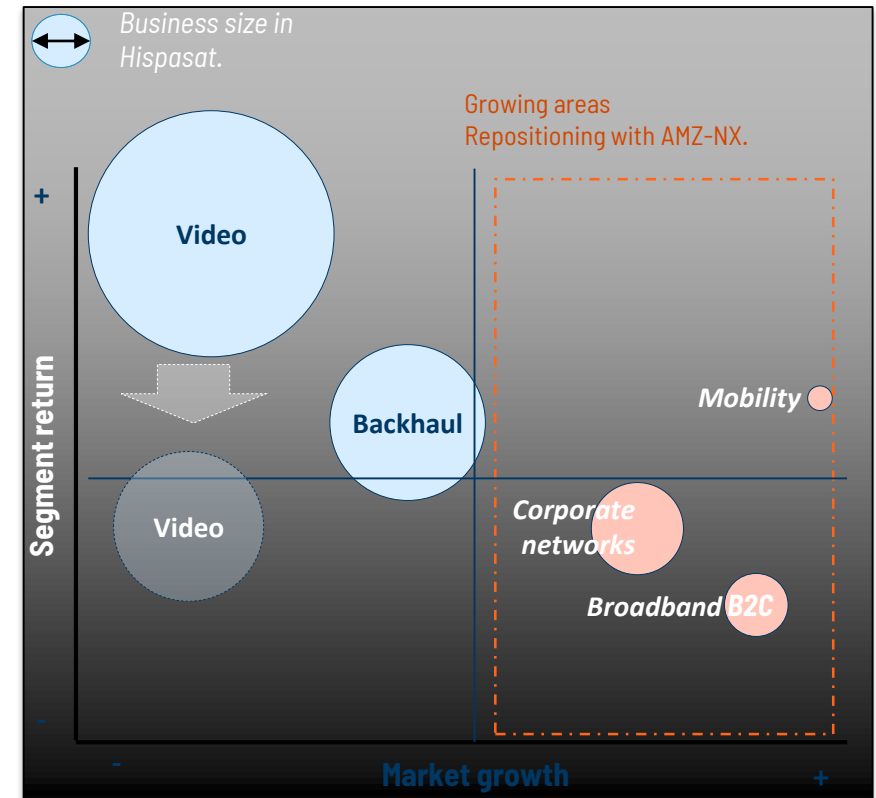 Business size in
Hispasat.
Growing areas
Repositioning with AMZ-NX.
+
Video
Segment return
Mobility
Backhaul
Corporate
networks
Video
Broadband B2C
-
-
Market growth
+